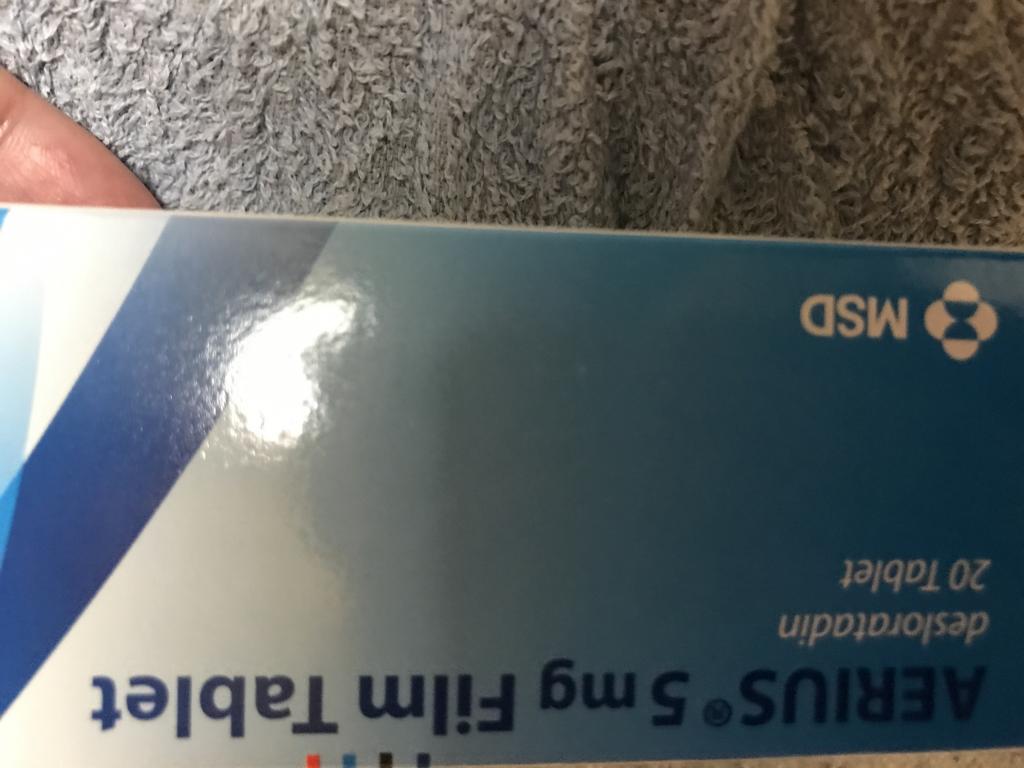 AERIUS® 5 mg Film Tablet
desloratadin
20 Tablet
MSD